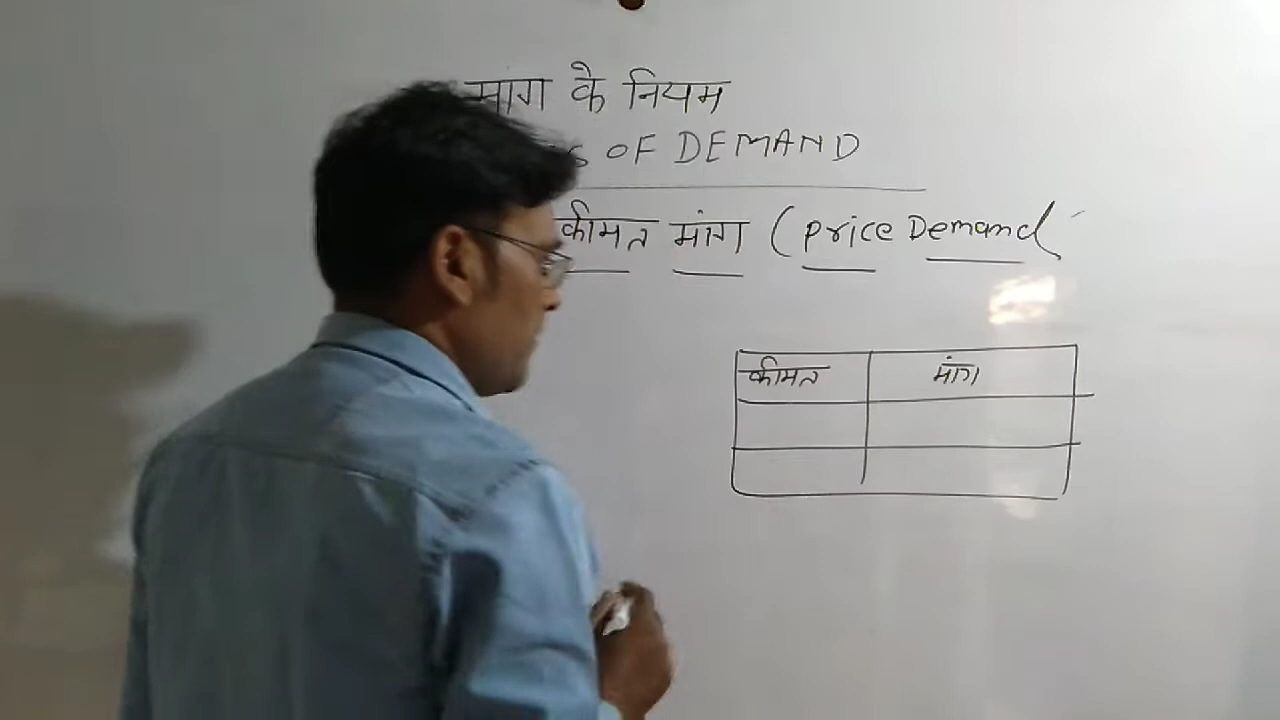 मांग के नियम
OF DEMAND
कीमत मांग (Price Demand
कीमत मांग